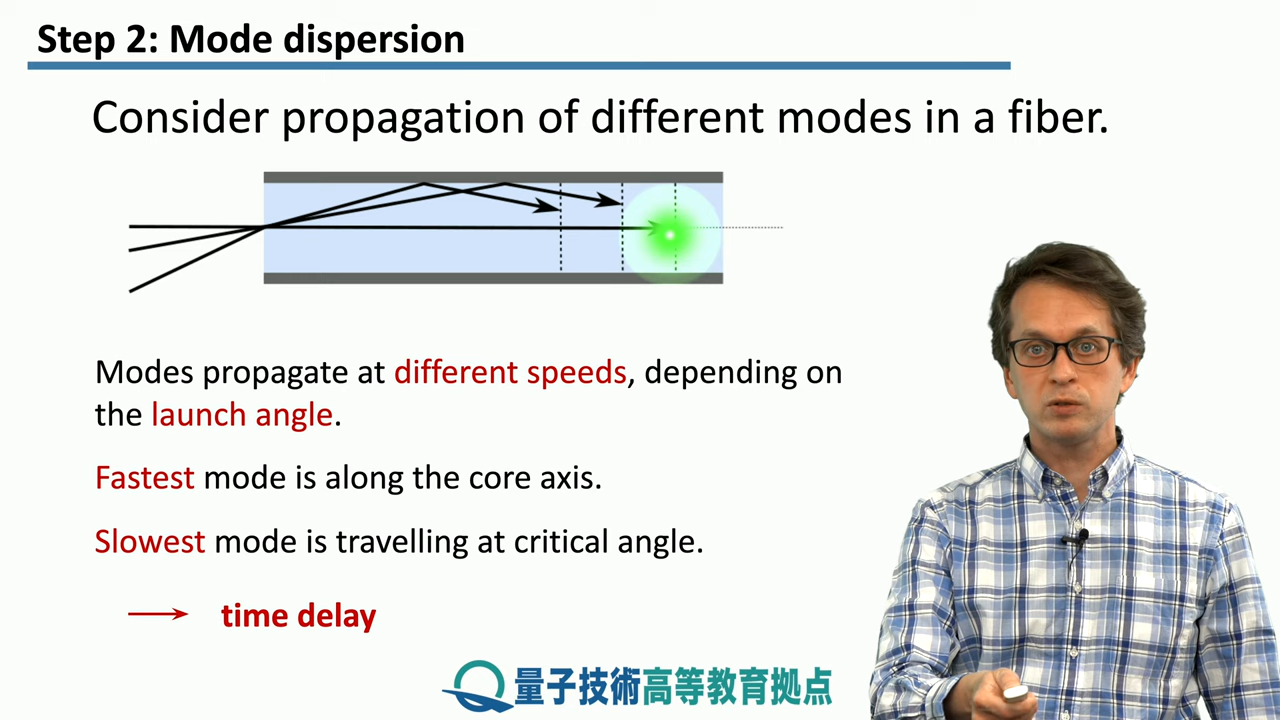 Step 2: Mode dispersion
Consider propagation of different modes in a fiber.
Modes propagate at different speeds, depending on
the launch angle.
Fastest mode is along the core axis.
Slowest mode is travelling at critical angle.
time delay
量子技術高等教育拠点